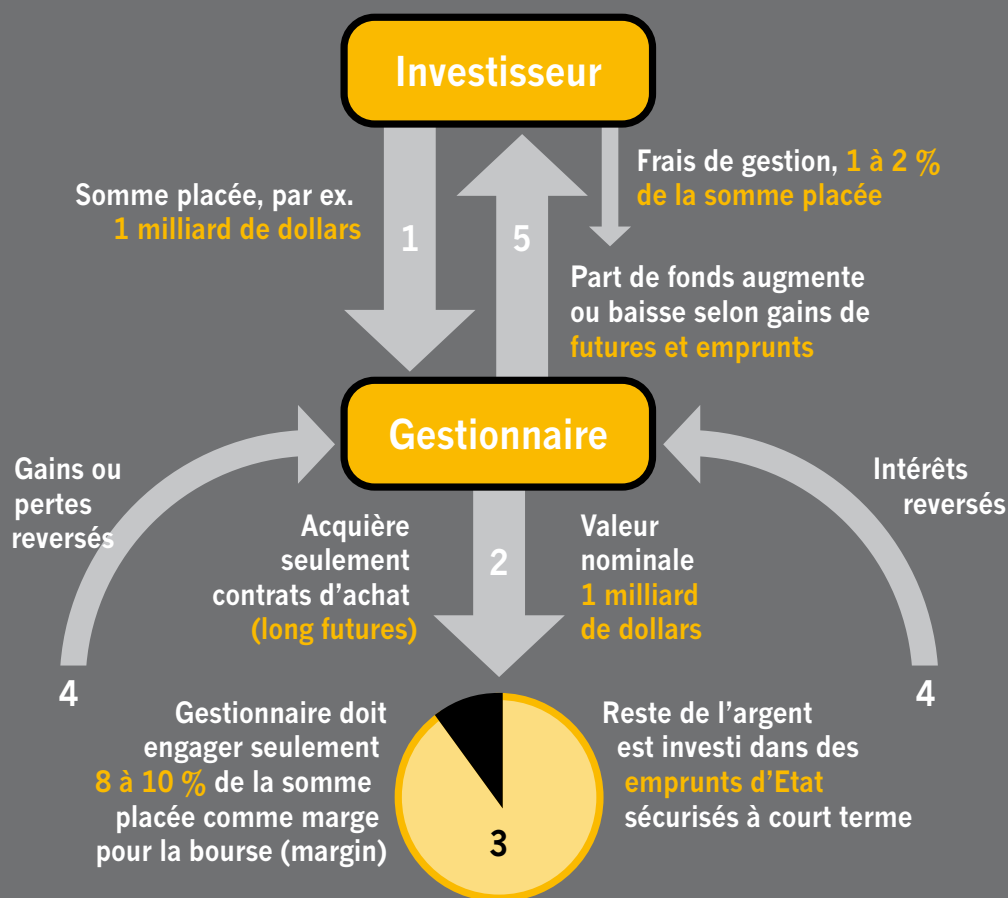 Investisseur
Somme placée, par ex.
1 milliard de dollars
1
5
Frais de gestion, 1 à 2 %
de la somme placée
Part de fonds augmente
ou baisse selon gains de
futures et emprunts
Gestionnaire
Gains ou
pertes
reversés
Intérêts
reversés
Acquière
seulement
contrats d’achat
(long futures)
2
Valeur
nominale
1 milliard
de dollars
4
4
Gestionnaire doit
engager seulement
8 à 10 % de la somme
placée comme marge
pour la bourse (margin)
3
Reste de l’argent
est investi dans des
emprunts d’Etat
sécurisés à court terme